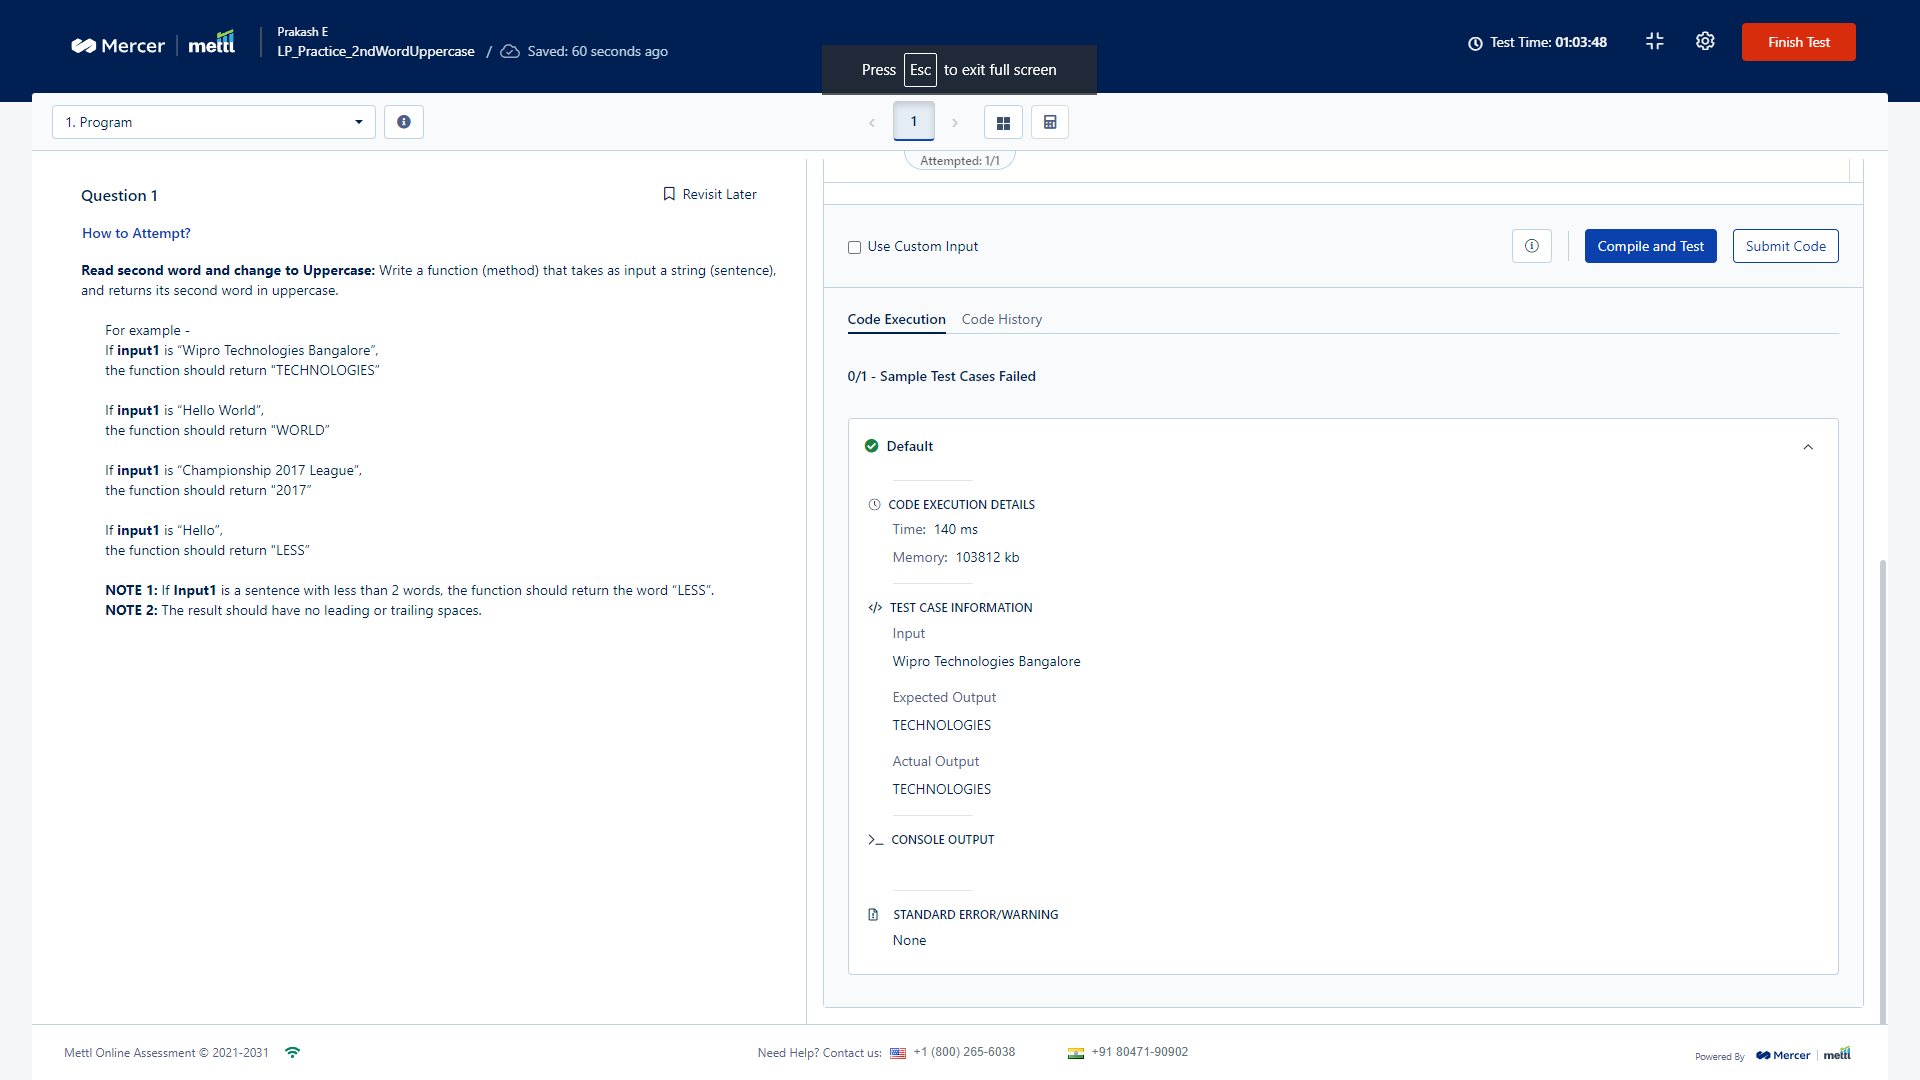 Mercer mettl
Prakash E
LP_Practice_2ndWordUppercase / Saved: 60 seconds ago
Press Esc to exit full screen
Test Time: 01:03:48
Finish Test
1. Program
1
Attempted: 1/1
Question 1
Revisit Later
How to Attempt?
Read second word and change to Uppercase: Write a function (method) that takes as input a string (sentence),
and returns its second word in uppercase.
For example -
If input1 is “Wipro Technologies Bangalore”,
the function should return “TECHNOLOGIES”
If input1 is “Hello World”,
the function should return “WORLD”
If input1 is “Championship 2017 League”,
the function should return “2017”
If input1 is “Hello”,
the function should return “LESS”
NOTE 1: If Input1 is a sentence with less than 2 words, the function should return the word “LESS”.
NOTE 2: The result should have no leading or trailing spaces.
Use Custom Input
Compile and Test
Submit Code
Code Execution
Code History
0/1 - Sample Test Cases Failed
Default
CODE EXECUTION DETAILS
Time: 140 ms
Memory: 103812 kb
</> TEST CASE INFORMATION
Input
Wipro Technologies Bangalore
Expected Output
TECHNOLOGIES
Actual Output
TECHNOLOGIES
>_ CONSOLE OUTPUT
STANDARD ERROR/WARNING
None
Mettl Online Assessment © 2021-2031
Need Help? Contact us: +1 (800) 265-6038
+91 80471-90902
Powered By Mercer mettl